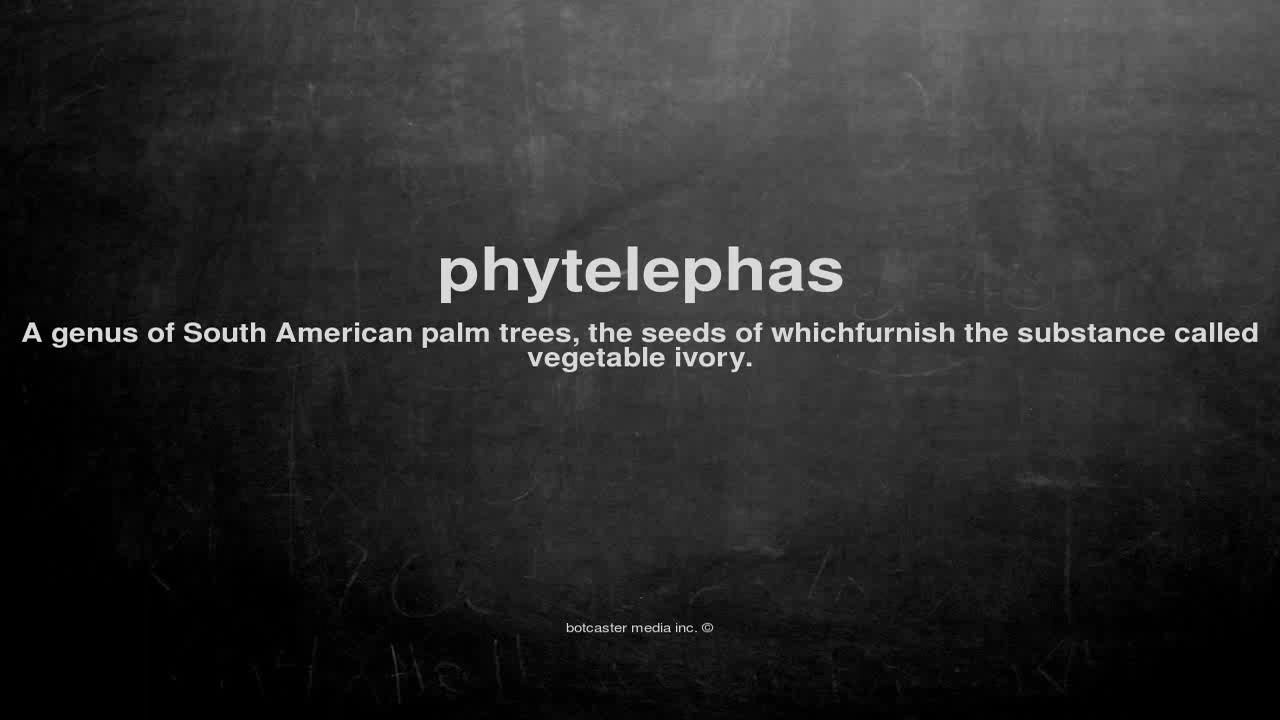 phytelephas
A genus of South American palm trees, the seeds of whichfurnish the substance called
vegetable ivory.
botcaster media inc. ©